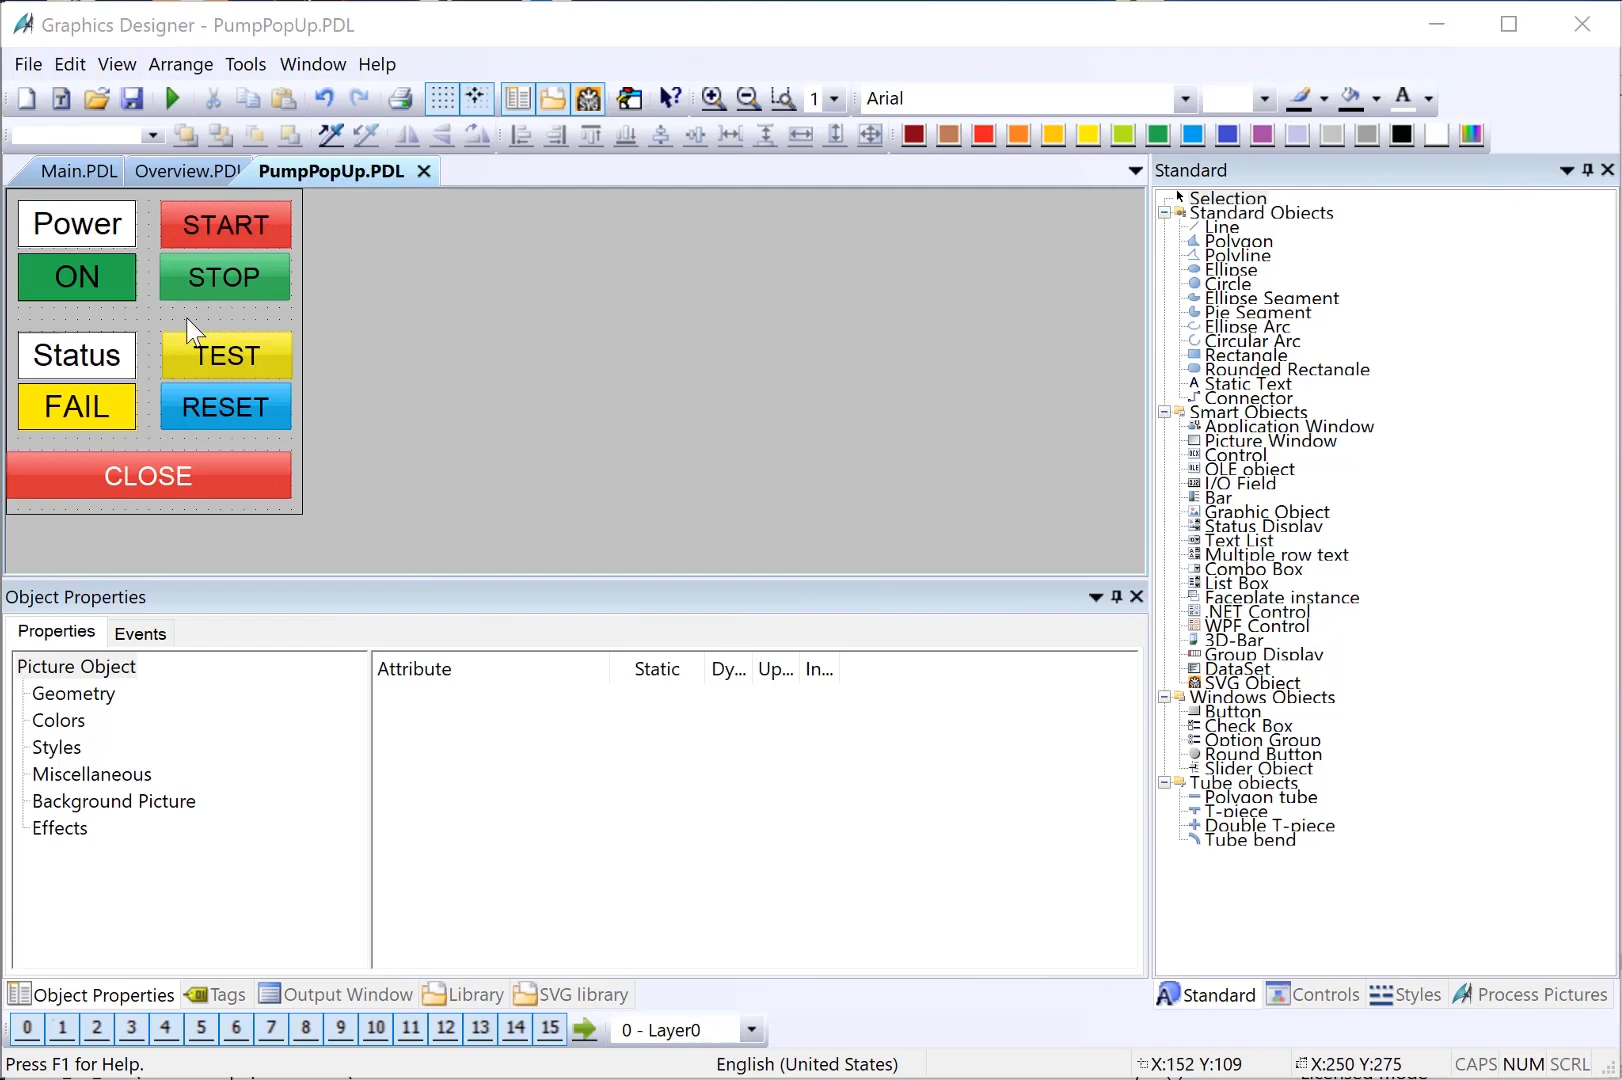 Graphics Designer - PumpPopUp.PDL
File Edit View Arrange Tools Window Help
1 Arial A
Main.PDL Overview.PDL PumpPopUp.PDL
Standard
Power START
ON STOP
Status TEST
FAIL RESET
CLOSE
Selection
Standard Objects
Line
Polygon
Polyline
Ellipse
Circle
Ellipse Segment
Pie Segment
Ellipse Arc
Circular Arc
Rectangle
Rounded Rectangle
A Static Text
Connector
Smart Objects
Application Window
Picture Window
Control
OLE object
I/O Field
Bar
Graphic Object
Status Display
Text List
Multiple row text
Combo Box
List Box
Faceplate instance
.NET Control
WPF Control
3D-Bar
Group Display
DataSet
SVG Object
Windows Objects
Button
Check Box
Option Group
Round Button
Slider Object
Tube objects
Polygon tube
T-piece
Double T-piece
Tube bend
Object Properties
Properties Events
Picture Object
Geometry
Colors
Styles
Miscellaneous
Background Picture
Effects
Attribute Static Dy... Up... In...
Object Properties Tags Output Window Library SVG library
Standard Controls Styles Process Pictures
0 1 2 3 4 5 6 7 8 9 10 11 12 13 14 15 0 - Layer0
Press F1 for Help. English (United States) X:152 Y:109 X:250 Y:275 CAPS NUM SCRL